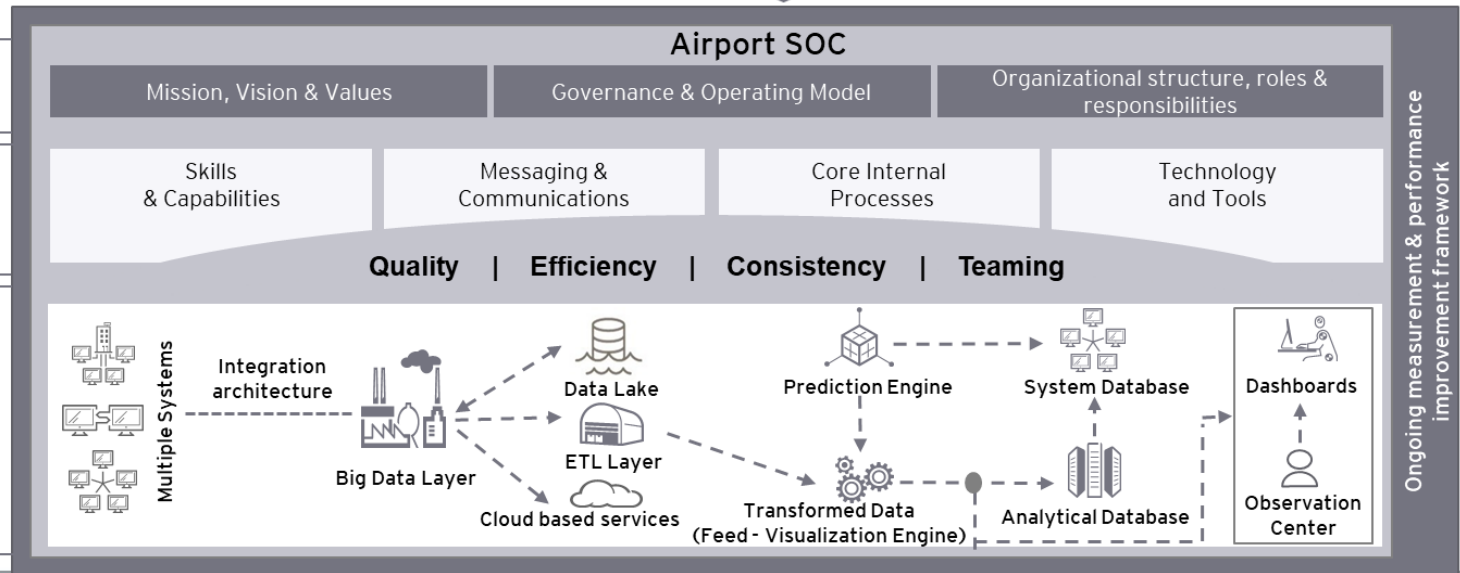 Airport SOC
Mission, Vision & Values
Governance & Operating Model
Organizational structure, roles &
responsibilities
Skills
& Capabilities
Messaging &
Communications
Core Internal
Processes
Technology
and Tools
Quality | Efficiency | Consistency | Teaming
Multiple Systems
Integration
architecture
Big Data Layer
Data Lake
ETL Layer
Cloud based services
Prediction Engine
Transformed Data
(Feed - Visualization Engine)
System Database
Analytical Database
Dashboards
Observation
Center
Ongoing measurement & performance
improvement framework